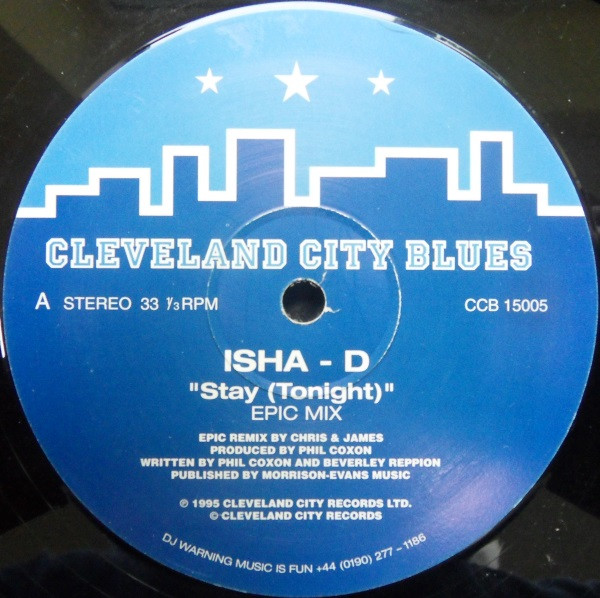 CLEVELAND CITY BLUES
A STEREO 33 ⅓ RPM CCB 15005
ISHA - D
"Stay (Tonight)"
EPIC MIX
EPIC REMIX BY CHRIS & JAMES
PRODUCED BY PHIL COXON
WRITTEN BY PHIL COXON AND BEVERLEY REPPION
PUBLISHED BY MORRISON-EVANS MUSIC
℗ 1995 CLEVELAND CITY RECORDS LTD.
© CLEVELAND CITY RECORDS
DJ WARNING MUSIC IS FUN +44 (0190) 277 - 1186